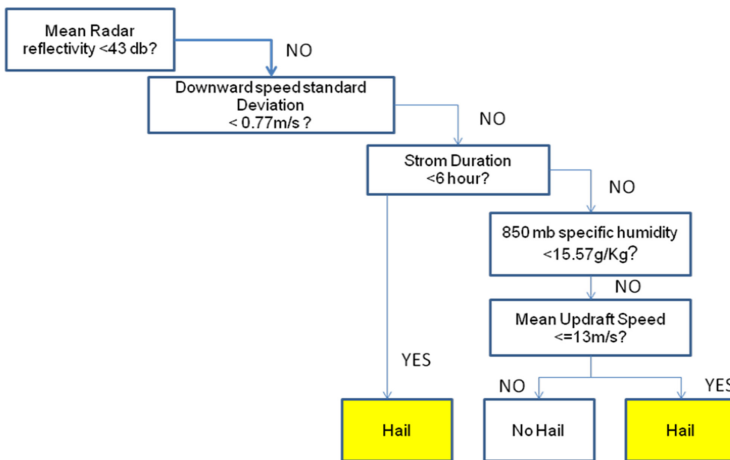 Mean Radar
reflectivity <43 db?
NO
Downward speed standard
Deviation
< 0.77m/s ?
NO
Strom Duration
<6 hour?
NO
850 mb specific humidity
<15.57g/Kg?
NO
Mean Updraft Speed
<=13m/s?
YES
NO
YES
Hail
No Hail
Hail